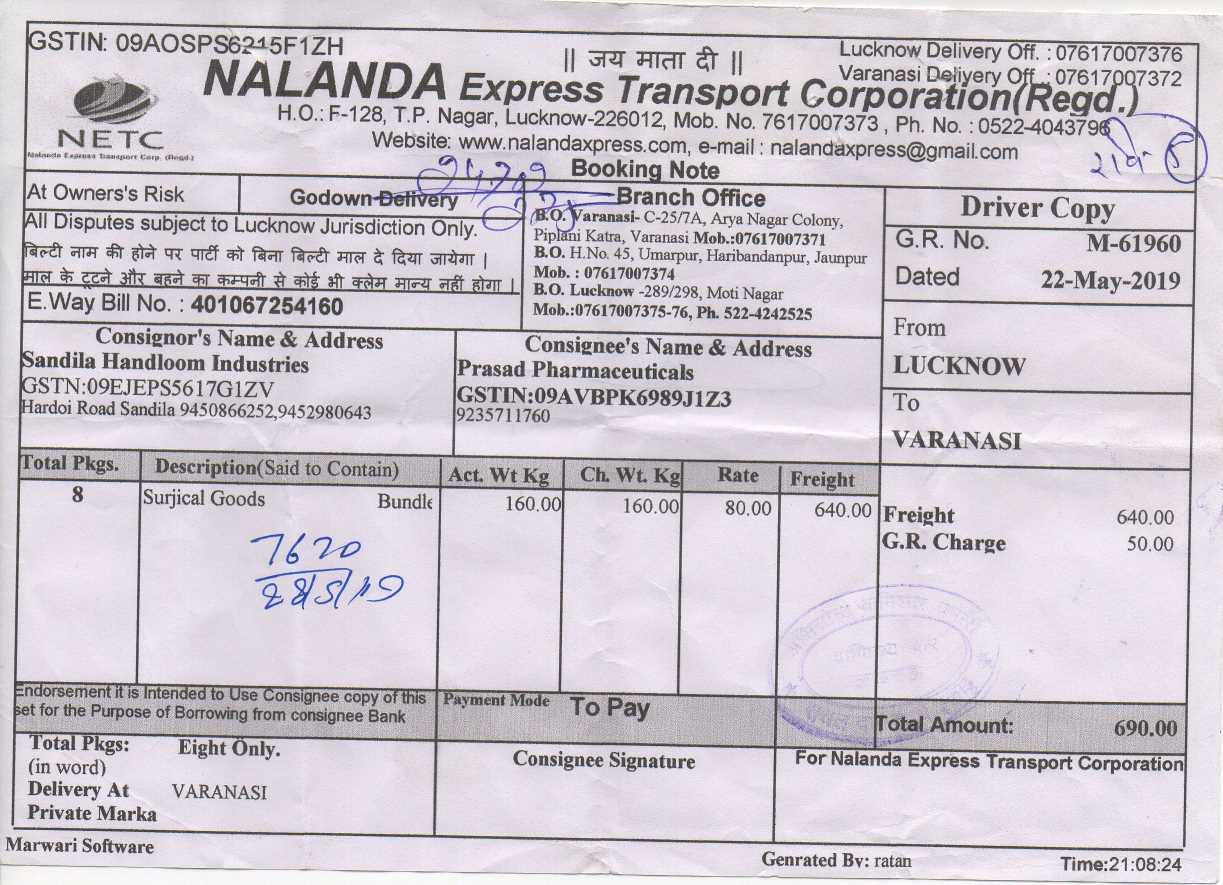 GSTIN: 09AOSPS6215F1ZH
|| जय माता दी ||
Lucknow Delivery Off. : 07617007376
Varanasi Delivery Off. : 07617007372
NALANDA Express Transport Corporation(Regd.)
NETC
Nalanda Express Transport Corp. (Regd.)
H.O.: F-128, T.P. Nagar, Lucknow-226012, Mob. No. 7617007373 , Ph. No. : 0522-4043796
Website: www.nalandaxpress.com, e-mail : nalandaxpress@gmail.com
Booking Note
At Owners's Risk
Godown Delivery
All Disputes subject to Lucknow Jurisdiction Only.
बिल्टी नाम की होने पर पार्टी को बिना बिल्टी माल दे दिया जायेगा |
माल के टूटने और बहने का कम्पनी से कोई भी क्लेम मान्य नहीं होगा |
E.Way Bill No. : 401067254160
Branch Office
B.O. Varanasi- C-25/7A, Arya Nagar Colony,
Piplani Katra, Varanasi Mob.:07617007371
B.O. H.No. 45, Umarpur, Haribandanpur, Jaunpur
Mob. : 07617007374
B.O. Lucknow -289/298, Moti Nagar
Mob.:07617007375-76, Ph. 522-4242525
Driver Copy
G.R. No. M-61960
Dated 22-May-2019
From
LUCKNOW
To
VARANASI
Consignor's Name & Address
Sandila Handloom Industries
GSTN:09EJEPS5617G1ZV
Hardoi Road Sandila 9450866252,9452980643
Consignee's Name & Address
Prasad Pharmaceuticals
GSTIN:09AVBPK6989J1Z3
9235711760
Total Pkgs. Description(Said to Contain) Act. Wt Kg Ch. Wt. Kg Rate Freight
8 Surjical Goods Bundle 160.00 160.00 80.00 640.00
Freight 640.00
G.R. Charge 50.00
7620
Endorsement it is Intended to Use Consignee copy of this
set for the Purpose of Borrowing from consignee Bank
Payment Mode To Pay
Total Amount: 690.00
Total Pkgs: Eight Only.
(in word)
Delivery At VARANASI
Private Marka
Consignee Signature
For Nalanda Express Transport Corporation
Marwari Software
Genrated By: ratan
Time:21:08:24